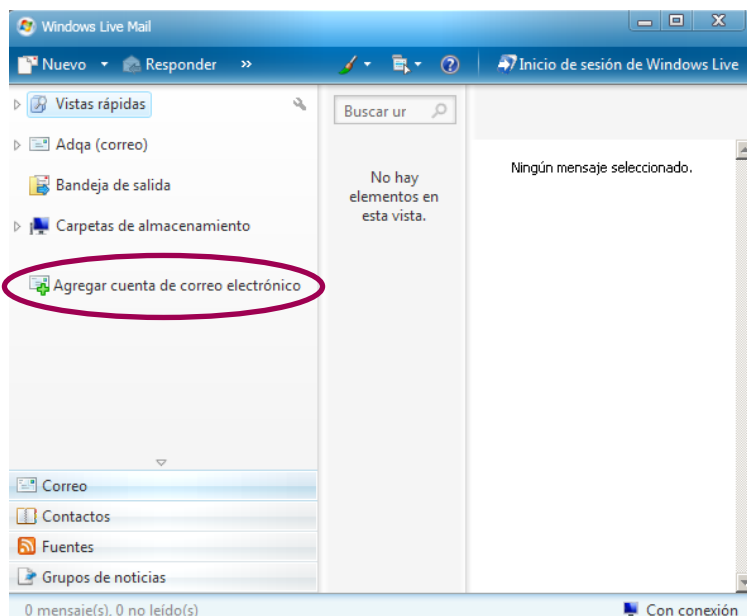 Windows Live Mail
Nuevo Responder » Inicio de sesión de Windows Live
Vistas rápidas
Adqa (correo)
Bandeja de salida
Carpetas de almacenamiento
Agregar cuenta de correo electrónico
Correo
Contactos
Fuentes
Grupos de noticias
Buscar ur
No hay
elementos en
esta vista.
Ningún mensaje seleccionado.
0 mensaje(s), 0 no leído(s)
Con conexión